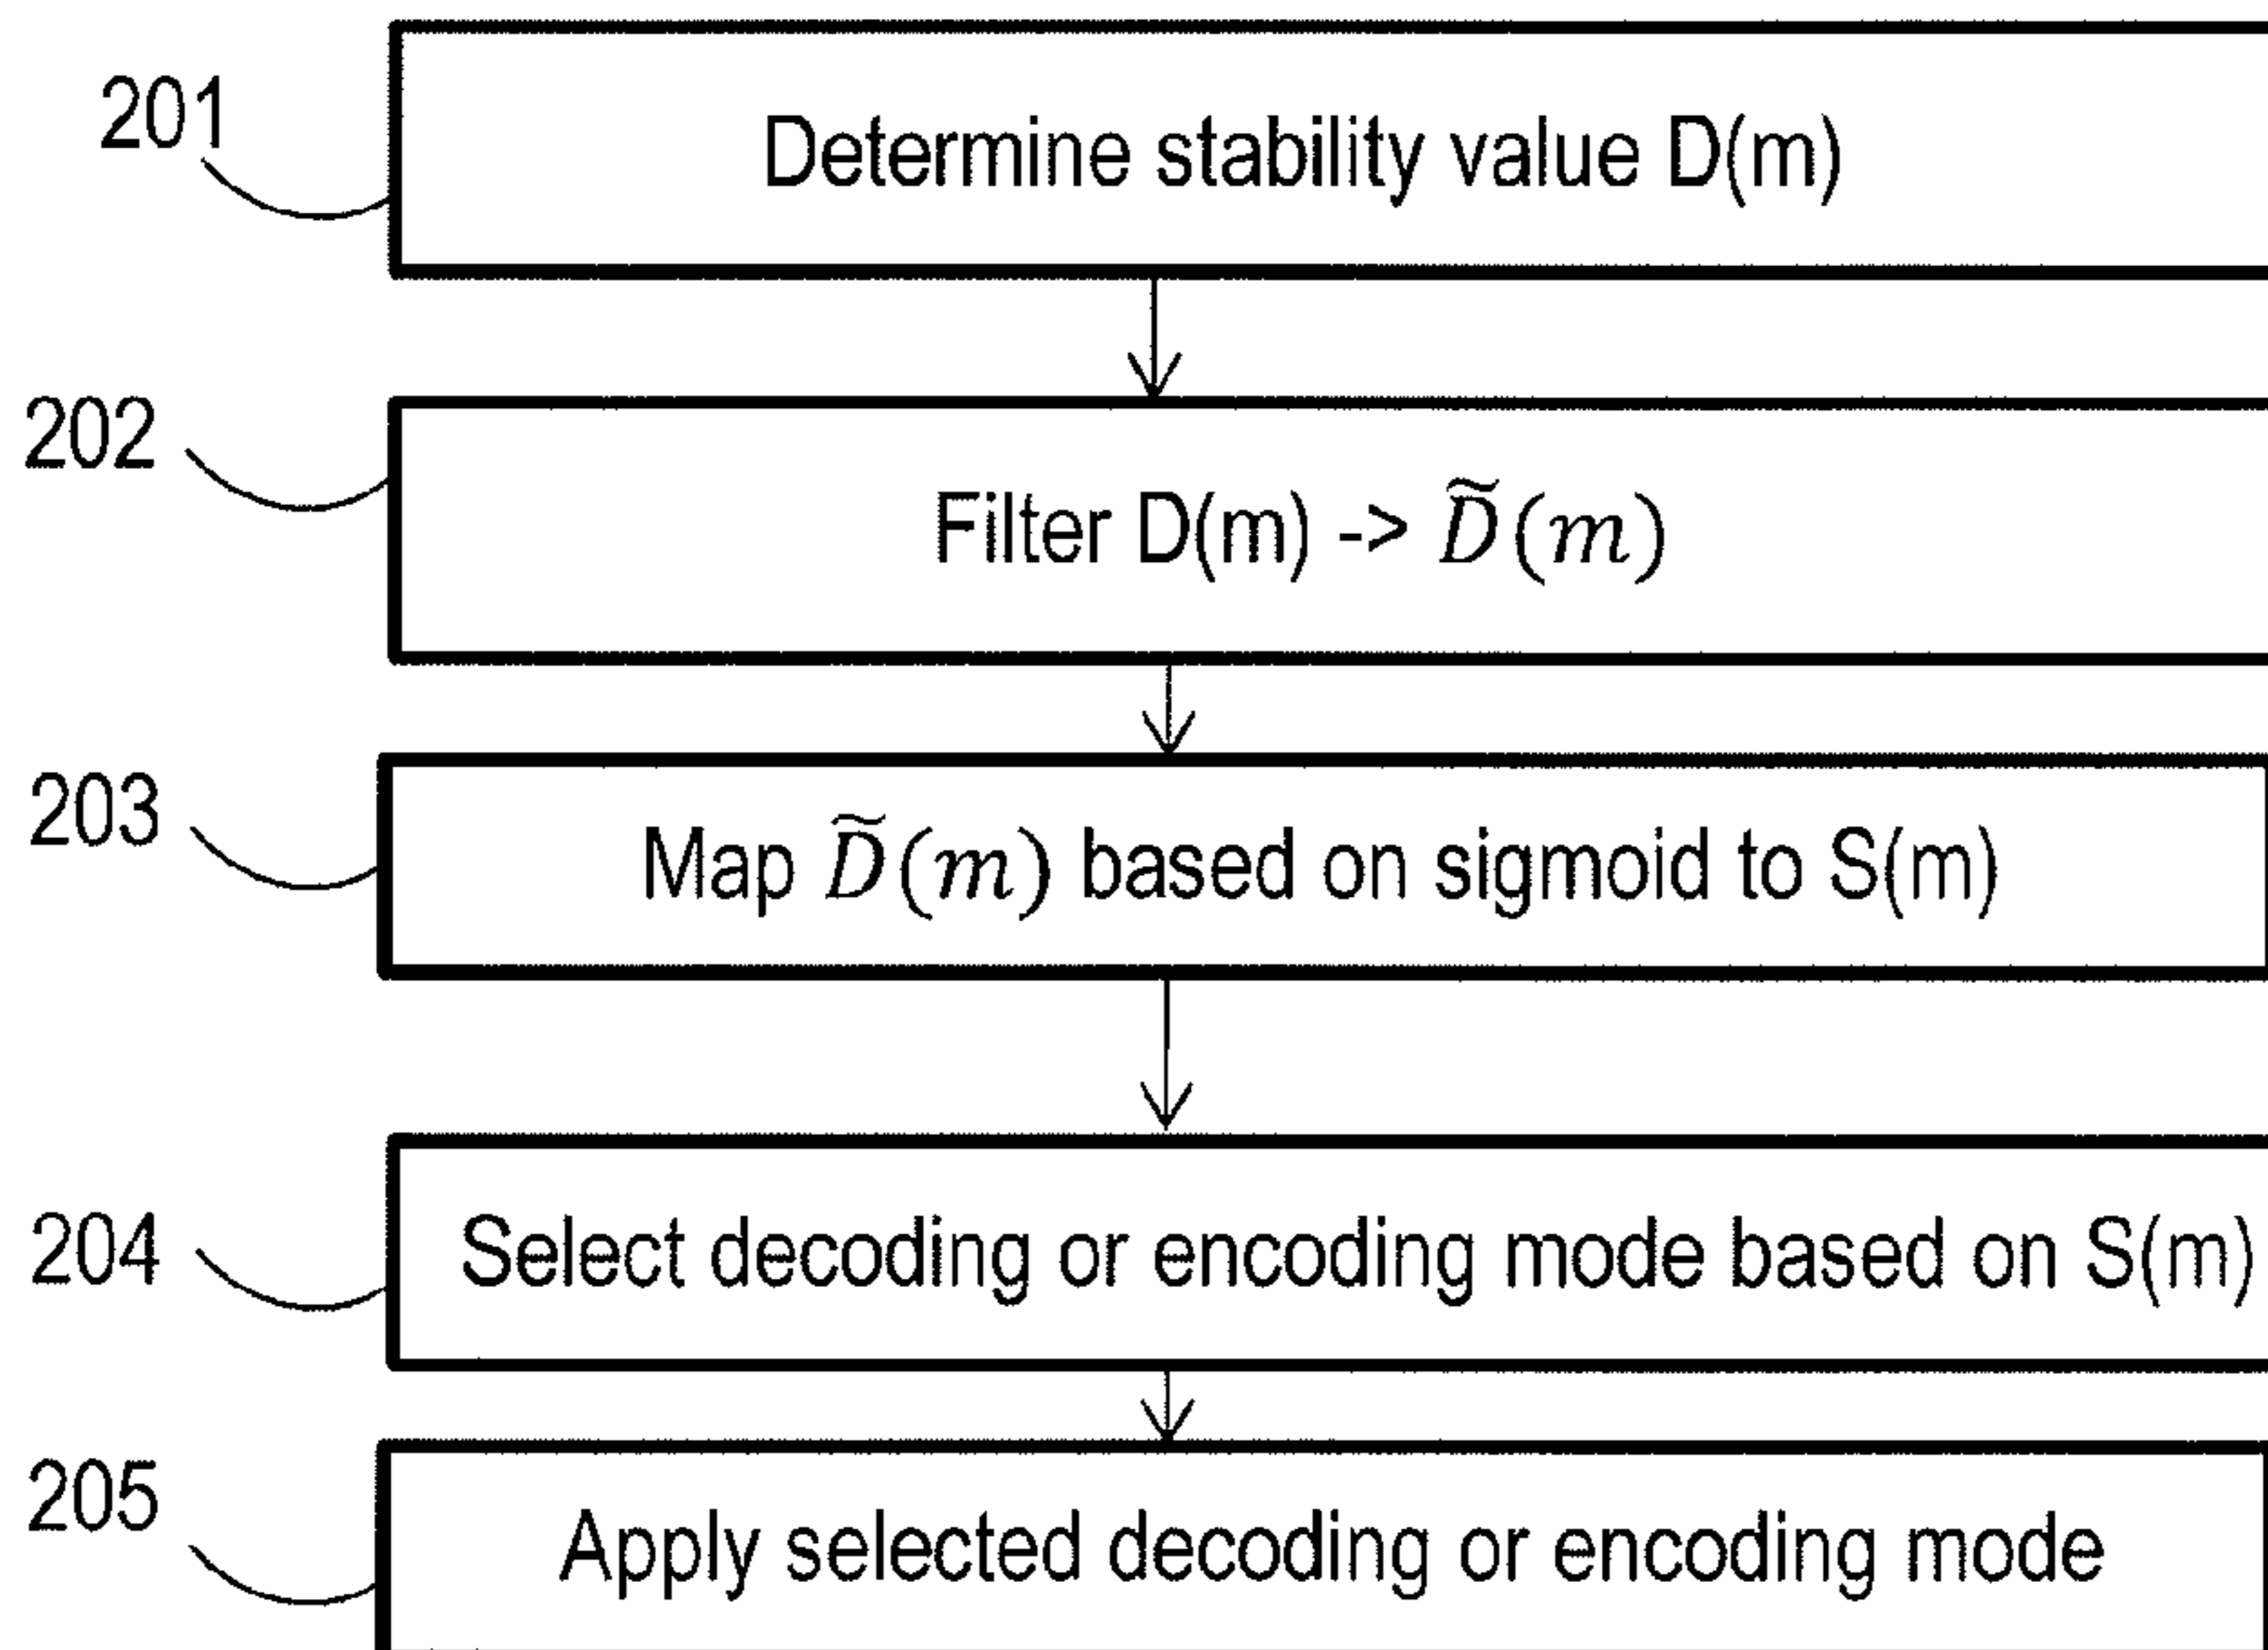 201
Determine stability value D(m)
202
Filter D(m) -> D̃(m)
203
Map D̃(m) based on sigmoid to S(m)
204
Select decoding or encoding mode based on S(m)
205
Apply selected decoding or encoding mode